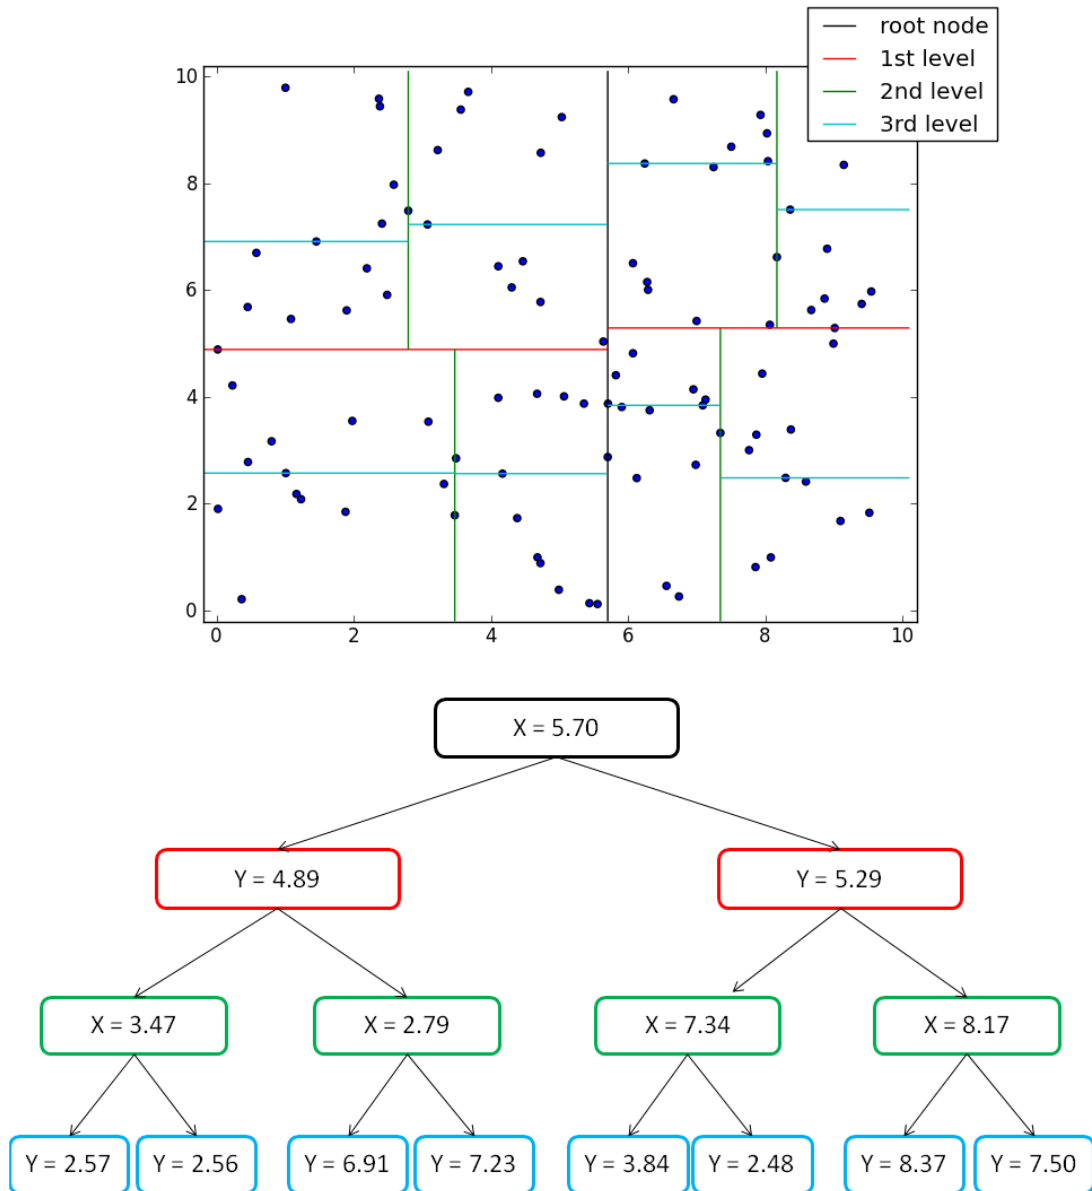 root node
1st level
2nd level
3rd level
10
8
6
4
2
0
0 2 4 6 8 10
X = 5.70
Y = 4.89 Y = 5.29
X = 3.47 X = 2.79 X = 7.34 X = 8.17
Y = 2.57 Y = 2.56 Y = 6.91 Y = 7.23 Y = 3.84 Y = 2.48 Y = 8.37 Y = 7.50